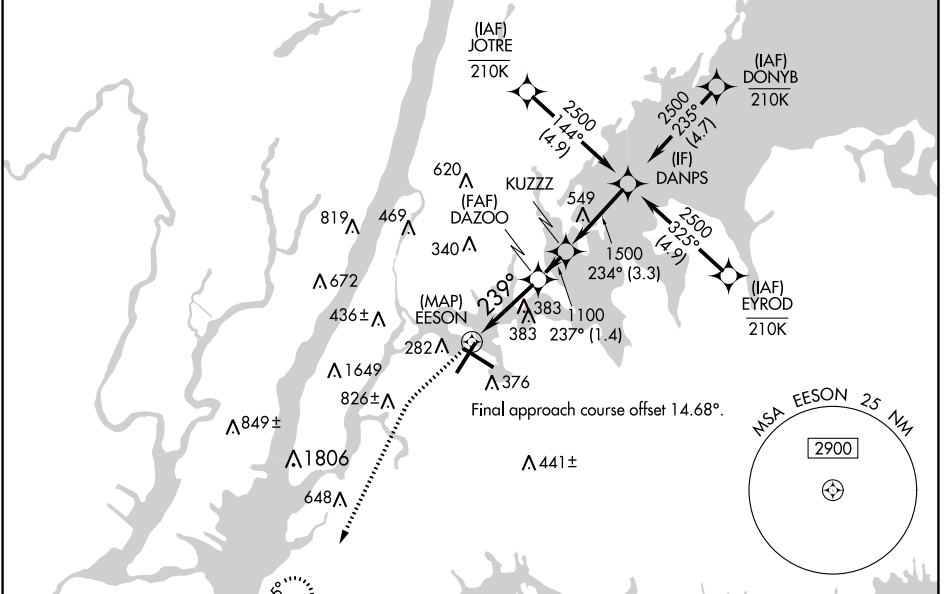 (IAF)
JOTRE
210K
(IAF)
DONYB
210K
2500
144°
(4.9)
2500
235°
(4.7)
(IF)
DANPS
620
KUZZZ
(FAF)
DAZOO
549
819
469
340
2500
325°
(4.9)
1500
234° (3.3)
672
239°
(IAF)
EYROD
210K
(MAP)
EESON
383
383
1100
237° (1.4)
436±
282
1649
376
826±
Final approach course offset 14.68°.
849±
MSA EESON 25 NM
2900
1806
441±
648
5°